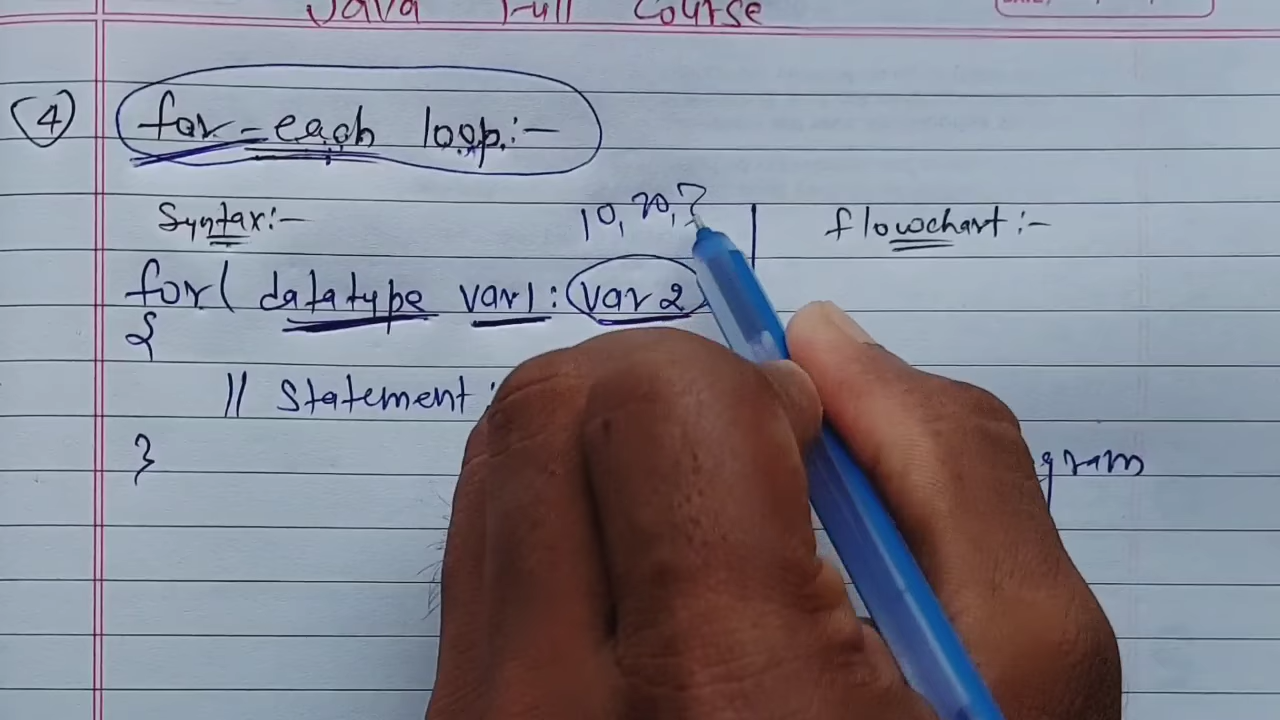 Java Full Course
(4) for-each loop:-
Syntax:-
10, 20,
flowchart:-
for( datatype var1 : var2
{
// Statement
}